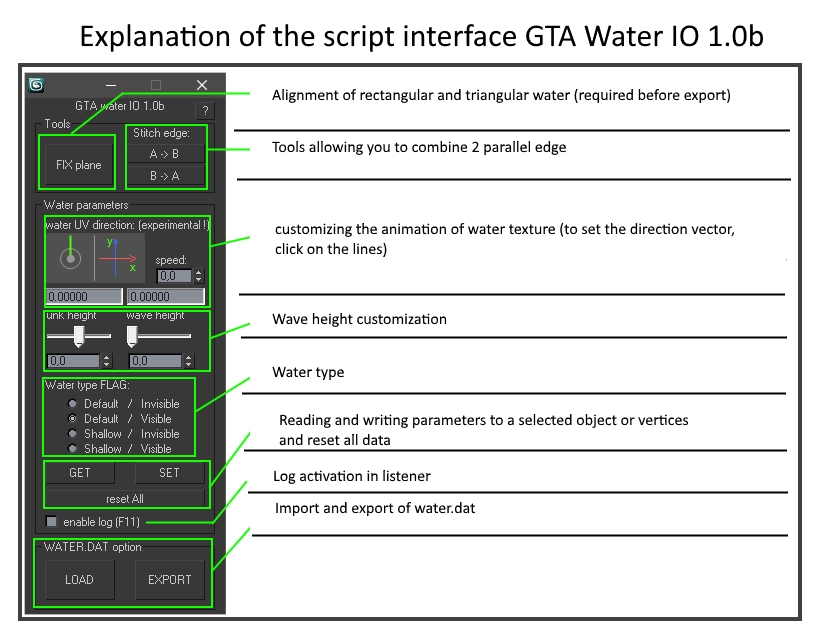 Explanation of the script interface GTA Water IO 1.0b
GTA water IO 1.0b
?
Tools
FIX plane
Stitch edge:
A -> B
B -> A
Water parameters
water UV direction: (experimental!)
y
x
speed:
0,0
0.00000 0.00000
unk height wave height
0,0 0,0
Water type FLAG:
Default / Invisible
Default / Visible
Shallow / Invisible
Shallow / Visible
GET SET
reset All
enable log (F11)
WATER.DAT option
LOAD EXPORT
Alignment of rectangular and triangular water (required before export)
Tools allowing you to combine 2 parallel edge
customizing the animation of water texture (to set the direction vector,
click on the lines)
Wave height customization
Water type
Reading and writing parameters to a selected object or vertices
and reset all data
Log activation in listener
Import and export of water.dat